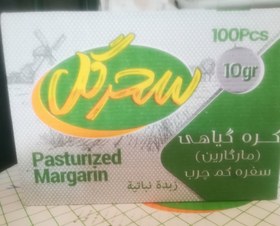 100Pcs
10gr
سحرگل
کره گیاهی
(مارگارین)
سفره کم چرب
Pasturized
Margarin
زبدة نباتية